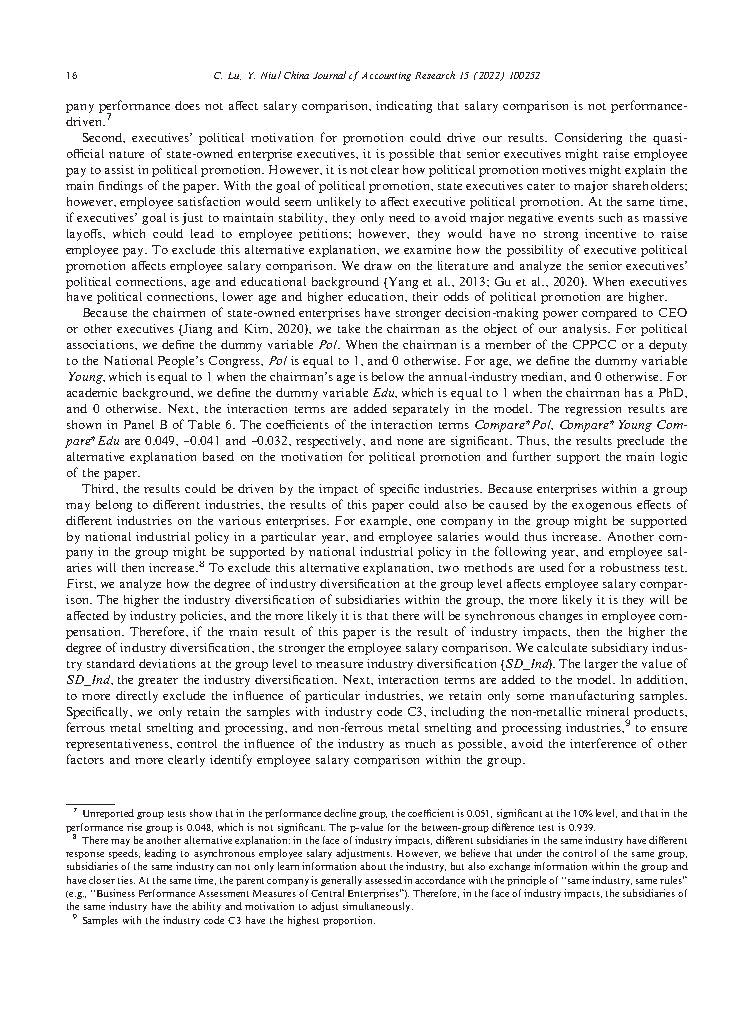 16
C. Lu, Y. Niu / China Journal of Accounting Research 15 (2022) 100252
pany performance does not affect salary comparison, indicating that salary comparison is not performance-
driven.7
Second, executives' political motivation for promotion could drive our results. Considering the quasi-
official nature of state-owned enterprise executives, it is possible that senior executives might raise employee
pay to assist in political promotion. However, it is not clear how political promotion motives might explain the
main findings of the paper. With the goal of political promotion, state executives cater to major shareholders;
however, employee satisfaction would seem unlikely to affect executive political promotion. At the same time,
if executives' goal is just to maintain stability, they only need to avoid major negative events such as massive
layoffs, which could lead to employee petitions; however, they would have no strong incentive to raise
employee pay. To exclude this alternative explanation, we examine how the possibility of executive political
promotion affects employee salary comparison. We draw on the literature and analyze the senior executives'
political connections, age and educational background (Yang et al., 2013; Gu et al., 2020). When executives
have political connections, lower age and higher education, their odds of political promotion are higher.
Because the chairmen of state-owned enterprises have stronger decision-making power compared to CEO
or other executives (Jiang and Kim, 2020), we take the chairman as the object of our analysis. For political
associations, we define the dummy variable Pol. When the chairman is a member of the CPPCC or a deputy
to the National People's Congress, Pol is equal to 1, and 0 otherwise. For age, we define the dummy variable
Young, which is equal to 1 when the chairman's age is below the annual-industry median, and 0 otherwise. For
academic background, we define the dummy variable Edu, which is equal to 1 when the chairman has a PhD,
and 0 otherwise. Next, the interaction terms are added separately in the model. The regression results are
shown in Panel B of Table 6. The coefficients of the interaction terms Compare*Pol, Compare*Young Com-
pare*Edu are 0.049, −0.041 and −0.032, respectively, and none are significant. Thus, the results preclude the
alternative explanation based on the motivation for political promotion and further support the main logic
of the paper.
Third, the results could be driven by the impact of specific industries. Because enterprises within a group
may belong to different industries, the results of this paper could also be caused by the exogenous effects of
different industries on the various enterprises. For example, one company in the group might be supported
by national industrial policy in a particular year, and employee salaries would thus increase. Another com-
pany in the group might be supported by national industrial policy in the following year, and employee sal-
aries will then increase.8 To exclude this alternative explanation, two methods are used for a robustness test.
First, we analyze how the degree of industry diversification at the group level affects employee salary compar-
ison. The higher the industry diversification of subsidiaries within the group, the more likely it is they will be
affected by industry policies, and the more likely it is that there will be synchronous changes in employee com-
pensation. Therefore, if the main result of this paper is the result of industry impacts, then the higher the
degree of industry diversification, the stronger the employee salary comparison. We calculate subsidiary indus-
try standard deviations at the group level to measure industry diversification (SD_Ind). The larger the value of
SD_Ind, the greater the industry diversification. Next, interaction terms are added to the model. In addition,
to more directly exclude the influence of particular industries, we retain only some manufacturing samples.
Specifically, we only retain the samples with industry code C3, including the non-metallic mineral products,
ferrous metal smelting and processing, and non-ferrous metal smelting and processing industries,9 to ensure
representativeness, control the influence of the industry as much as possible, avoid the interference of other
factors and more clearly identify employee salary comparison within the group.
7 Unreported group tests show that in the performance decline group, the coefficient is 0.051, significant at the 10% level, and that in the
performance rise group is 0.048, which is not significant. The p-value for the between-group difference test is 0.939.
8 There may be another alternative explanation: in the face of industry impacts, different subsidiaries in the same industry have different
response speeds, leading to asynchronous employee salary adjustments. However, we believe that under the control of the same group,
subsidiaries of the same industry can not only learn information about the industry, but also exchange information within the group and
have closer ties. At the same time, the parent company is generally assessed in accordance with the principle of "same industry, same rules"
(e.g., "Business Performance Assessment Measures of Central Enterprises"). Therefore, in the face of industry impacts, the subsidiaries of
the same industry have the ability and motivation to adjust simultaneously.
9 Samples with the industry code C3 have the highest proportion.